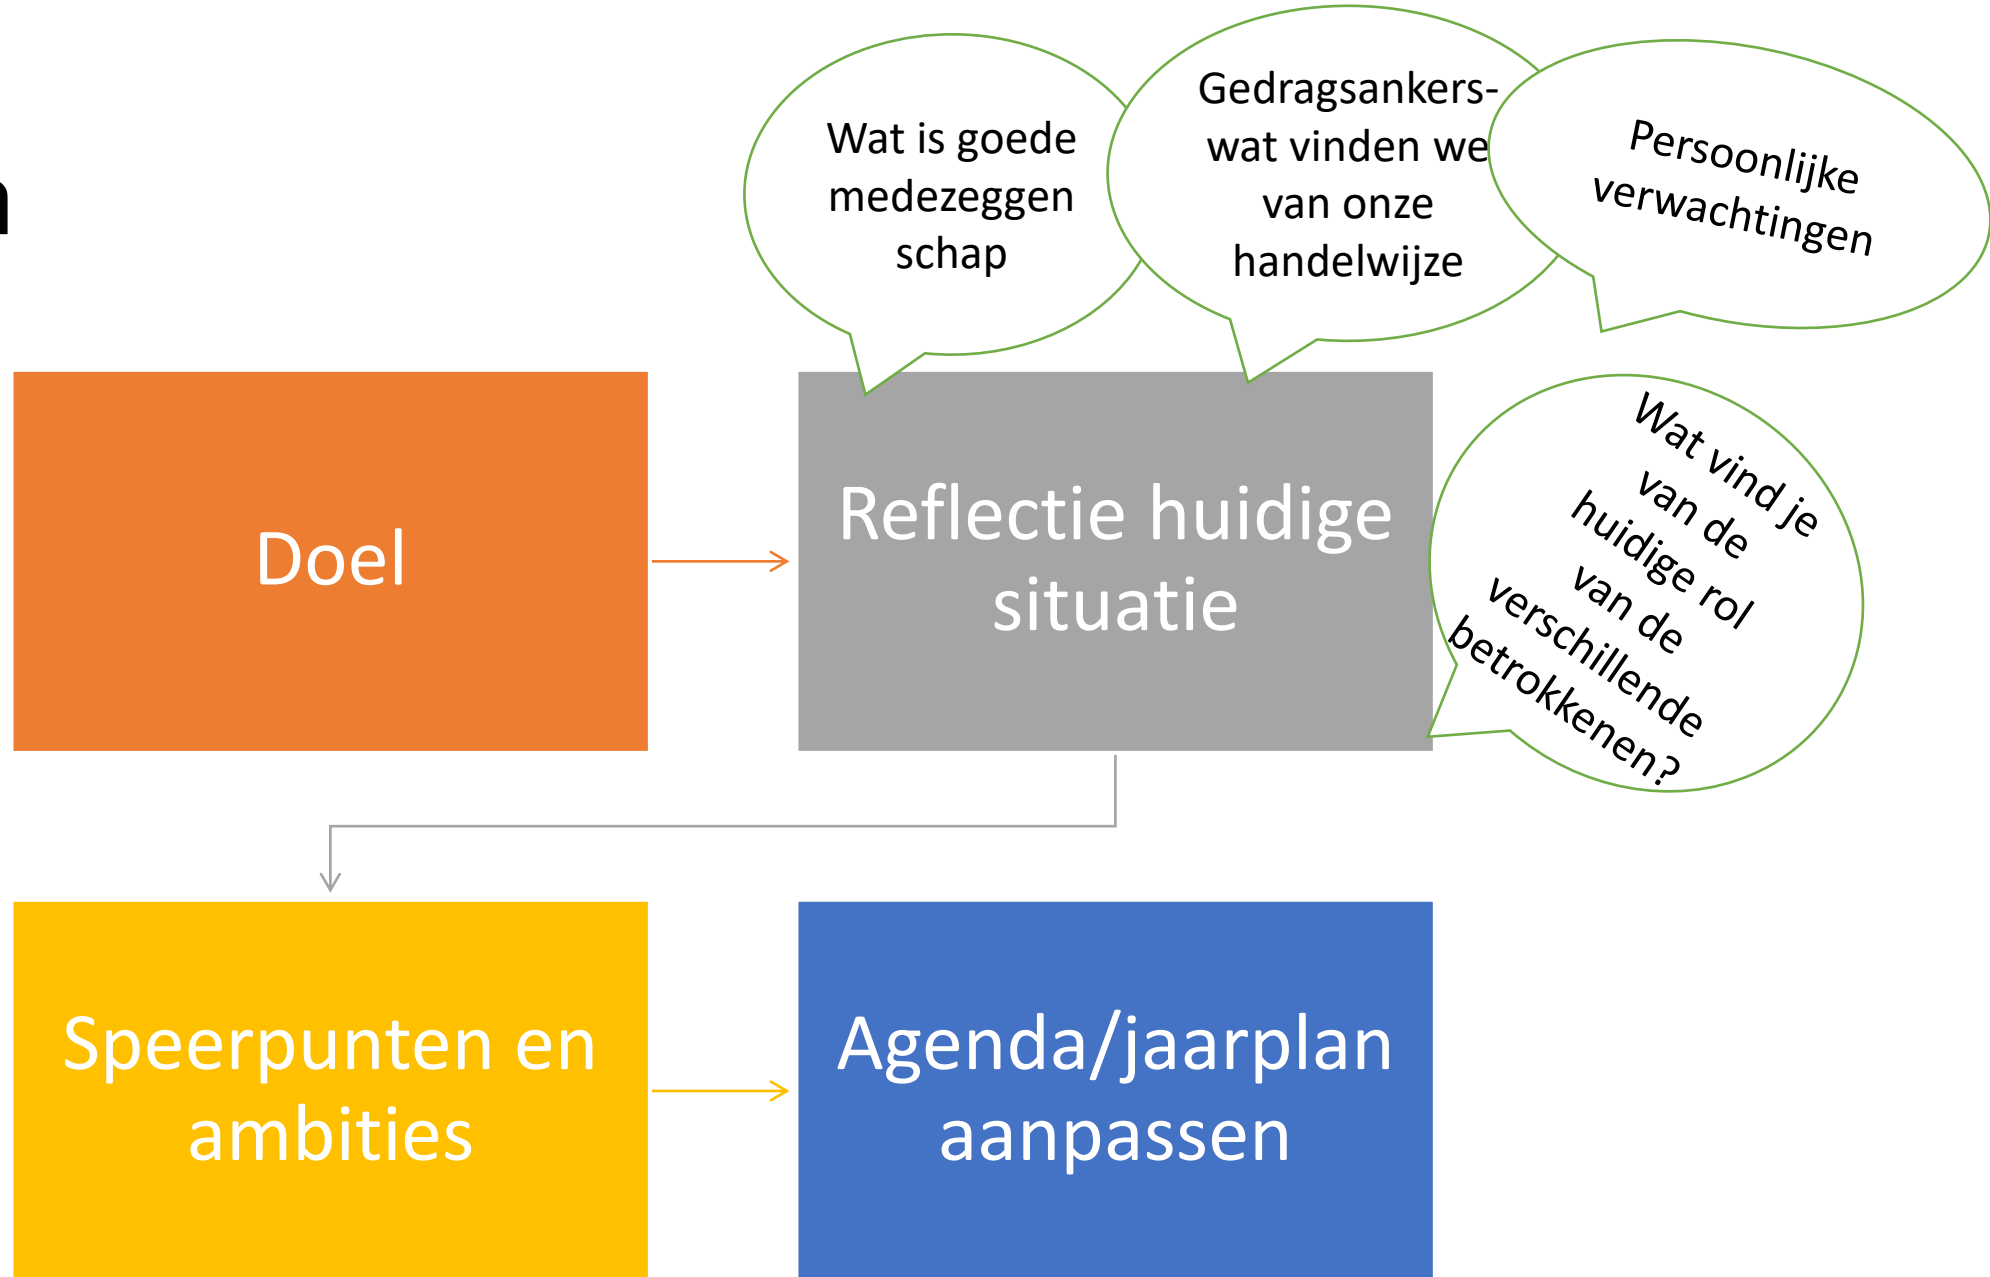 n
Wat is goede
medezeggen
schap
Gedragsankers-
wat vinden we
van onze
handelwijze
Persoonlijke
verwachtingen
Doel
Reflectie huidige
situatie
Wat vind je
van de
huidige rol
van de
verschillende
betrokkenen?
Speerpunten en
ambities
Agenda/jaarplan
aanpassen